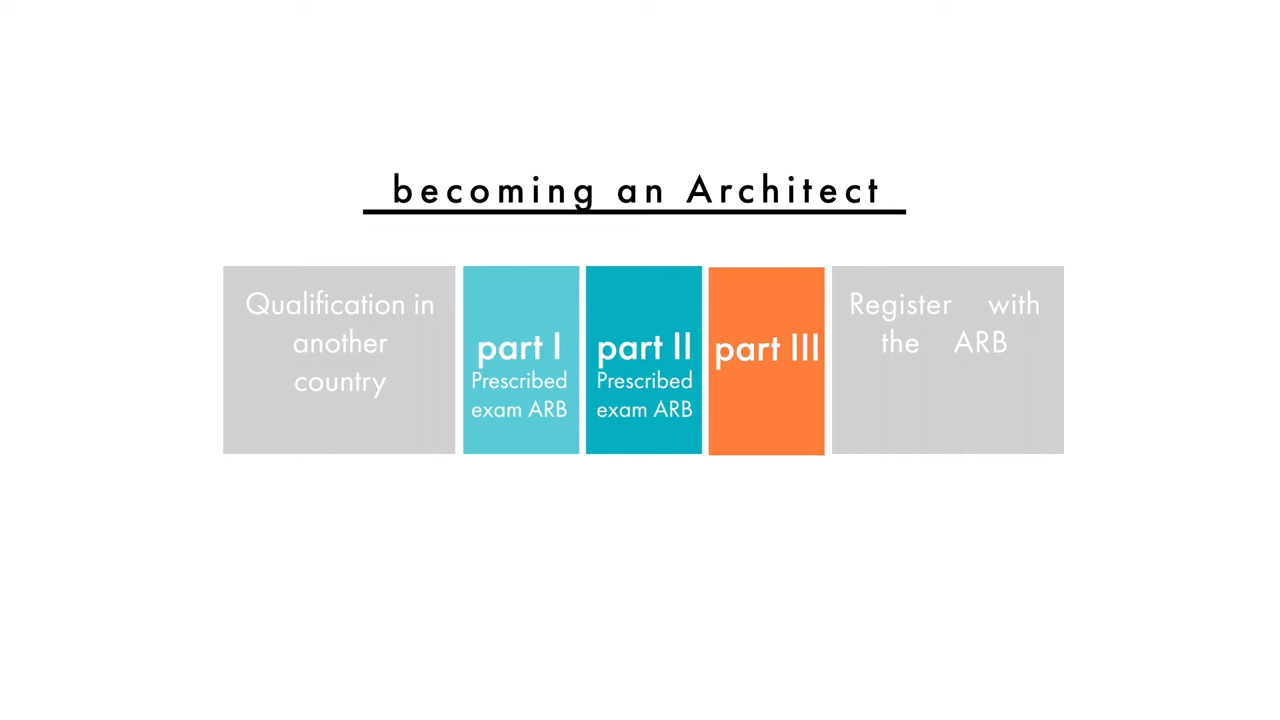 becoming an Architect
Qualification in
another
country
part I
Prescribed
exam ARB
part II
Prescribed
exam ARB
part III
Register with
the ARB